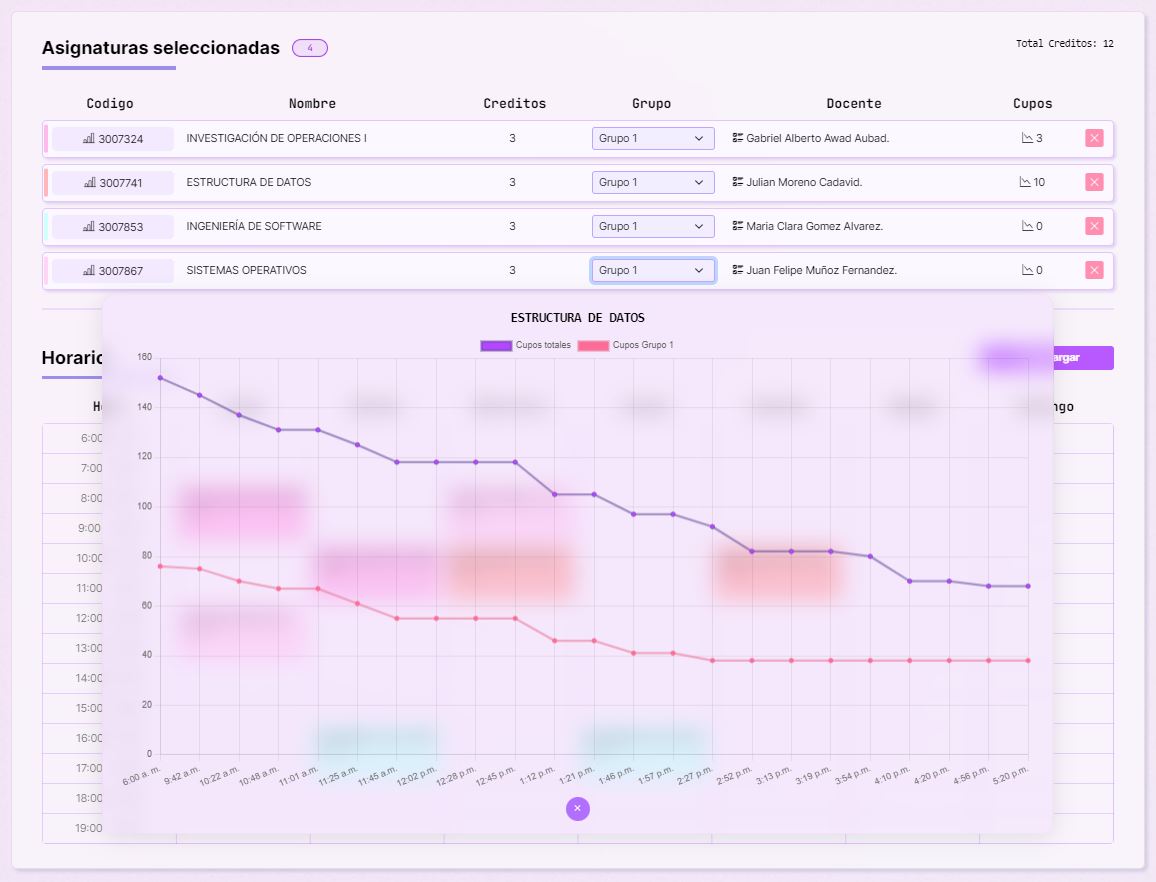 Asignaturas seleccionadas 4 Total Creditos: 12
Codigo Nombre Creditos Grupo Docente Cupos
3007324 INVESTIGACIÓN DE OPERACIONES I 3 Grupo 1 Gabriel Alberto Awad Aubad. 3
3007741 ESTRUCTURA DE DATOS 3 Grupo 1 Julian Moreno Cadavid. 10
3007853 INGENIERÍA DE SOFTWARE 3 Grupo 1 Maria Clara Gomez Alvarez. 0
3007867 SISTEMAS OPERATIVOS 3 Grupo 1 Juan Felipe Muñoz Fernandez. 0
ESTRUCTURA DE DATOS
Cupos totales Cupos Grupo 1
Horario argar
H ngo
6:00
7:00
8:00
9:00
10:00
11:00
12:00
13:00
14:00
15:00
16:00
17:00
18:00
19:00
160
140
120
100
80
60
40
20
0
6:00 a. m. 9:42 a.m. 10:22 a.m. 10:48 a.m. 11:01 a.m. 11:25 a.m. 11:45 a.m. 12:02 p.m. 12:28 p.m. 12:45 p.m. 1:12 p.m. 1:21 p.m. 1:46 p.m. 1:57 p.m. 2:27 p.m. 2:52 p.m. 3:13 p.m. 3:19 p.m. 3:54 p.m. 4:10 p.m. 4:20 p.m. 4:56 p.m. 5:20 p.m.